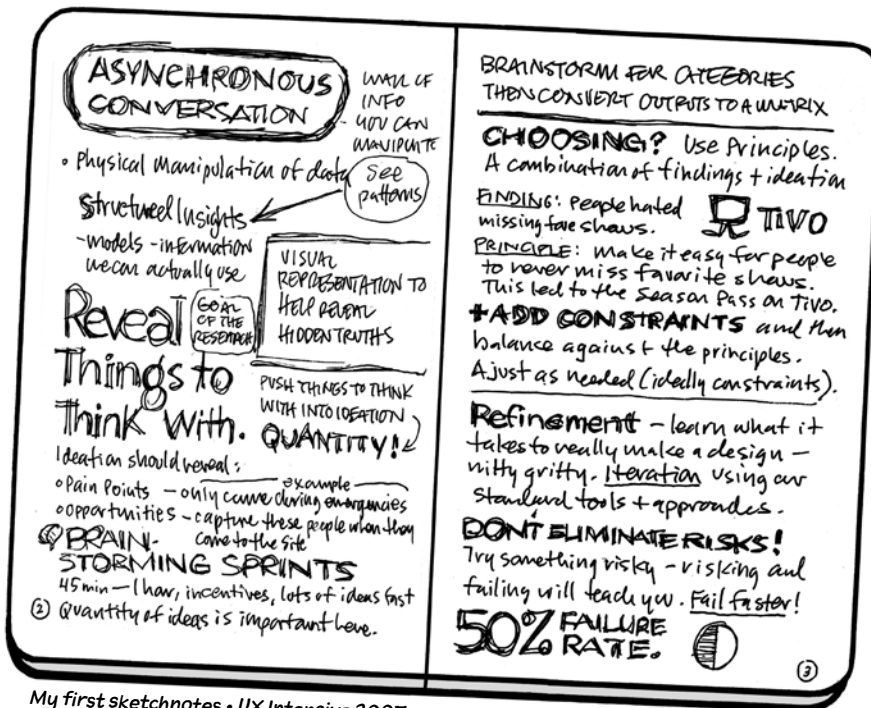 ASYNCHRONOUS
CONVERSATION
WALL OF
INFO
YOU CAN
MANIPULATE
• Physical manipulation of data
See
patterns
Structured Insights
-models -information
we can actually use
VISUAL
REPRESENTATION TO
HELP REVEAL
HIDDEN TRUTHS
Reveal
Things to
Think With.
GOAL
OF THE
RESEARCH
PUSH THINGS TO THINK
WITH INTO IDEATION
QUANTITY!
Ideation should reveal:
example
• Pain Points – only came during emergencies
• opportunities – capture these people when they
come to the site
BRAIN-
STORMING SPRINTS
45 min – 1 hour, incentives, lots of ideas fast
Quantity of ideas is important here.
2
BRAINSTORM FOR CATEGORIES
THEN CONVERT OUTPUTS TO A MATRIX
CHOOSING? Use Principles.
A combination of findings + ideation
FINDING: People hated
missing fave shows.
TIVO
PRINCIPLE: Make it easy for people
to never miss favorite shows.
This led to the Season Pass on TIVO.
+ADD CONSTRAINTS and then
balance against the principles.
Ajust as needed (ideally constraints).
Refinement – learn what it
takes to really make a design –
nitty gritty. Iteration using our
standard tools + approaches.
DON'T ELIMINATE RISKS!
Try something risky – risking and
failing will teach you. Fail faster!
50% FAILURE
RATE.
3
My first sketchnotes • UX Intensive 2007